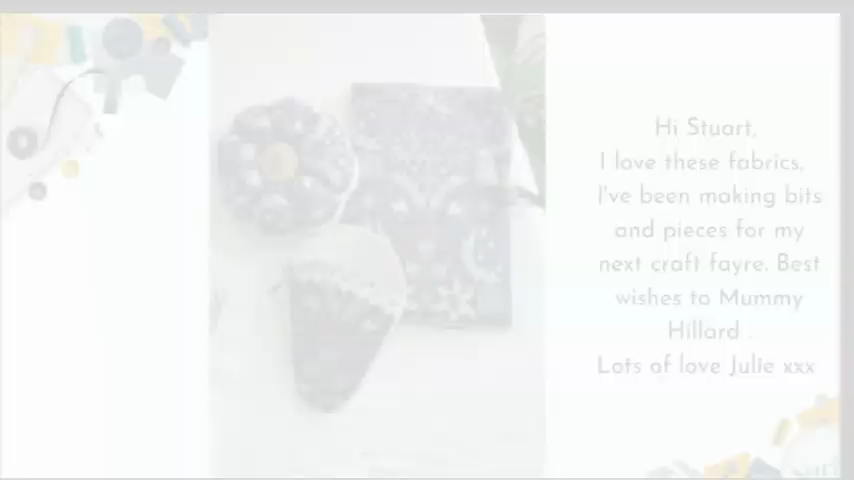 Hi Stuart,
I love these fabrics,
I've been making bits
and pieces for my
next craft fayre. Best
wishes to Mummy
Hillard .
Lots of love Julie xxx